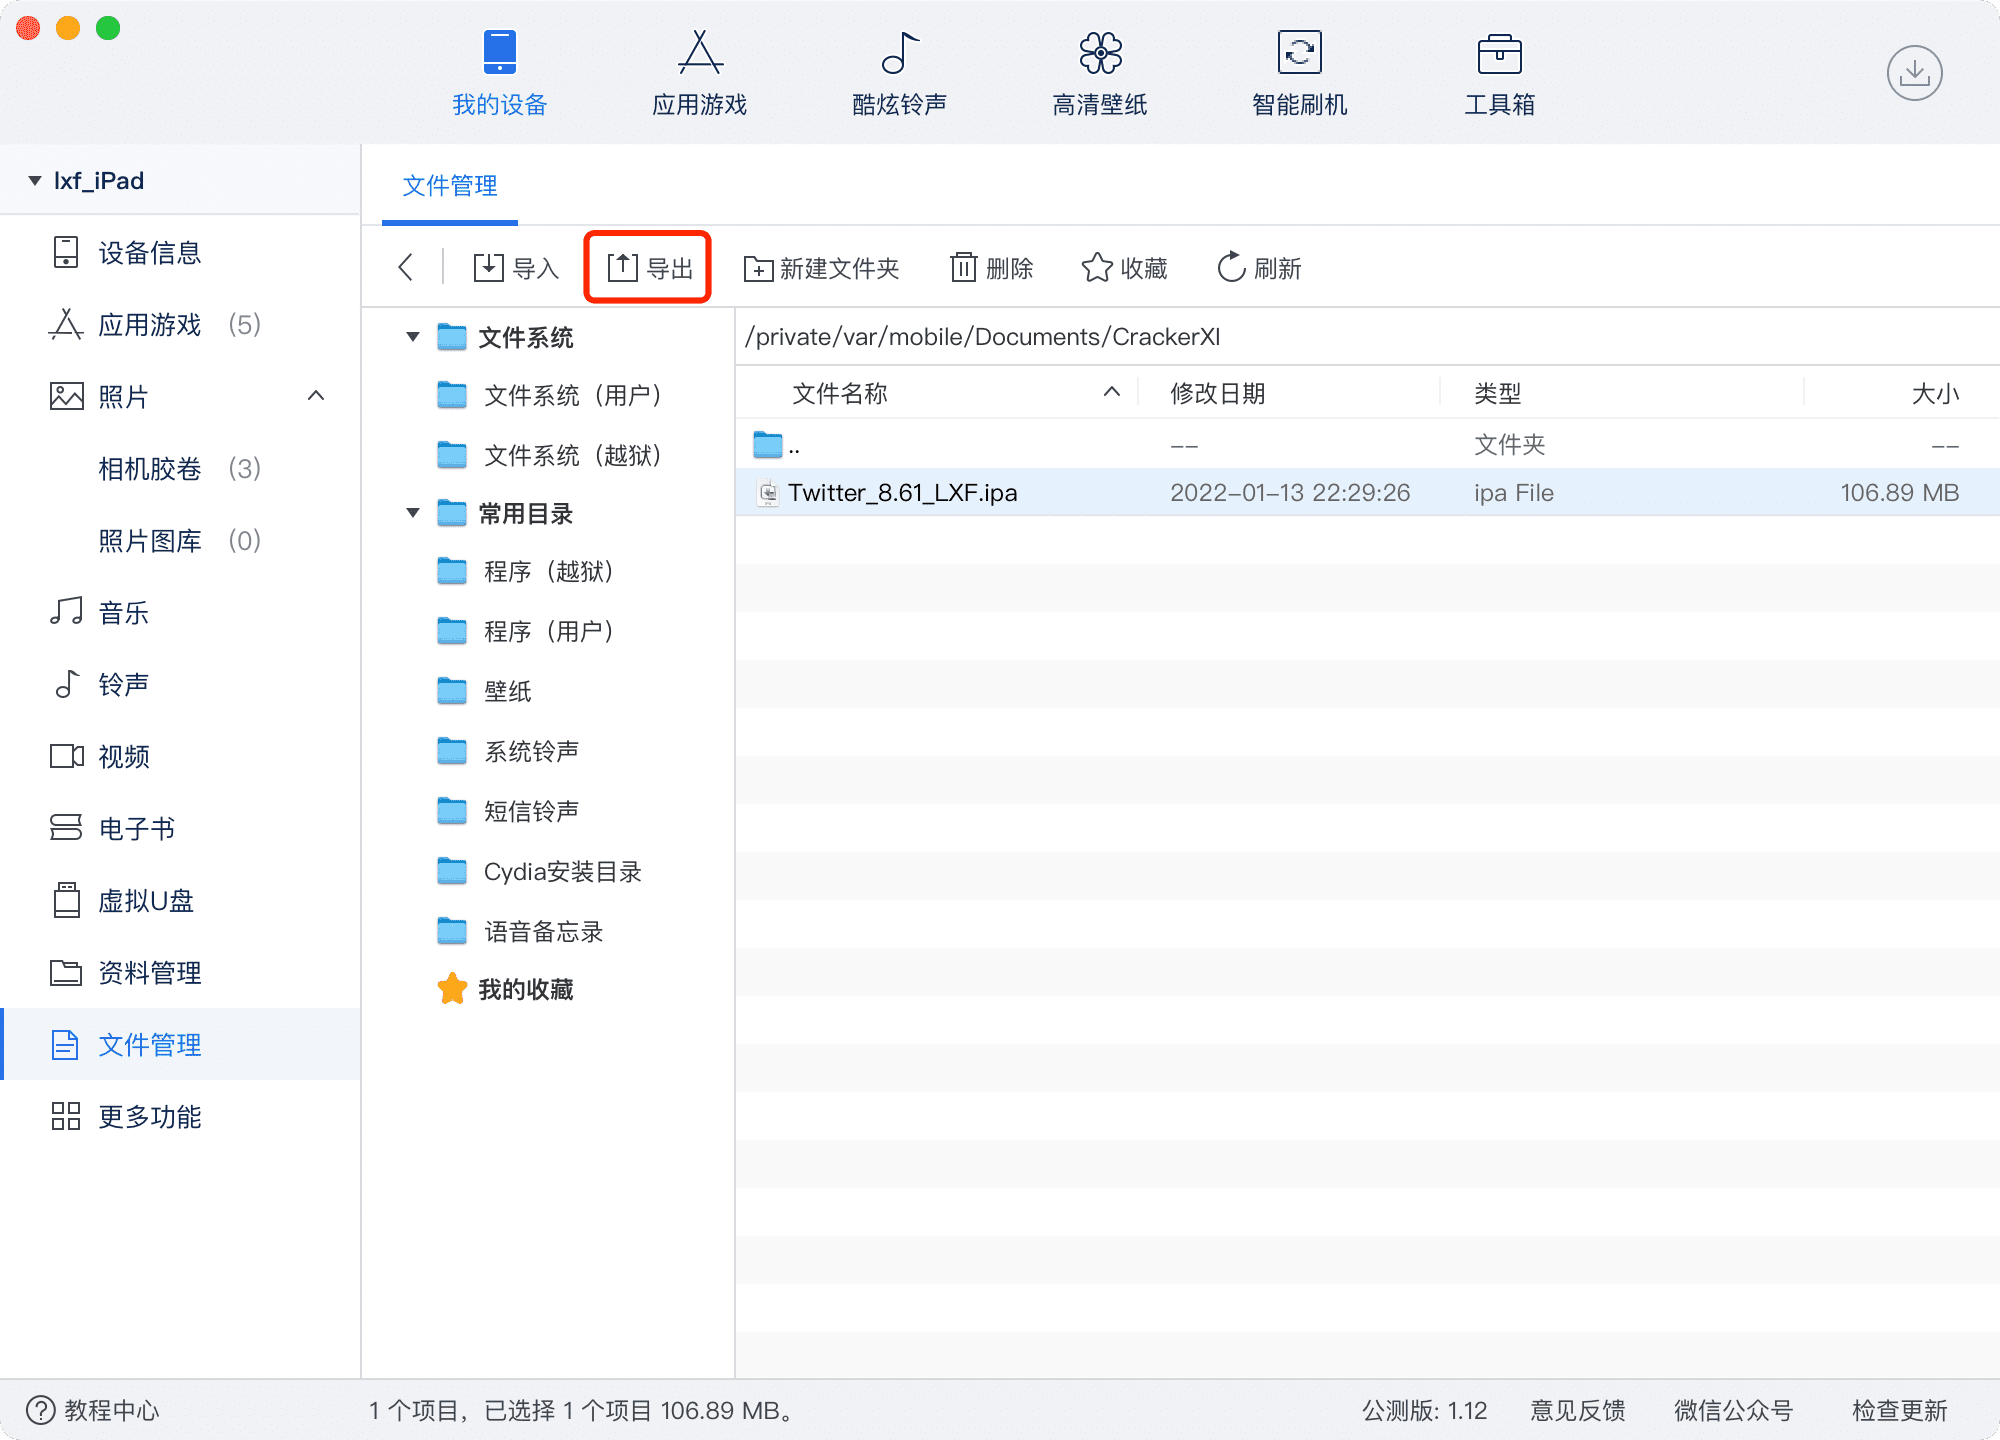 我的设备 应用游戏 酷炫铃声 高清壁纸 智能刷机 工具箱
lxf_iPad
设备信息
应用游戏 (5)
照片
相机胶卷 (3)
照片图库 (0)
音乐
铃声
视频
电子书
虚拟U盘
资料管理
文件管理
更多功能
文件管理
导入 导出 新建文件夹 删除 收藏 刷新
文件系统
文件系统（用户）
文件系统（越狱）
常用目录
程序（越狱）
程序（用户）
壁纸
系统铃声
短信铃声
Cydia安装目录
语音备忘录
我的收藏
/private/var/mobile/Documents/CrackerXI
文件名称 修改日期 类型 大小
.. -- 文件夹 --
Twitter_8.61_LXF.ipa 2022-01-13 22:29:26 ipa File 106.89 MB
教程中心 1 个项目，已选择 1 个项目 106.89 MB。 公测版: 1.12 意见反馈 微信公众号 检查更新